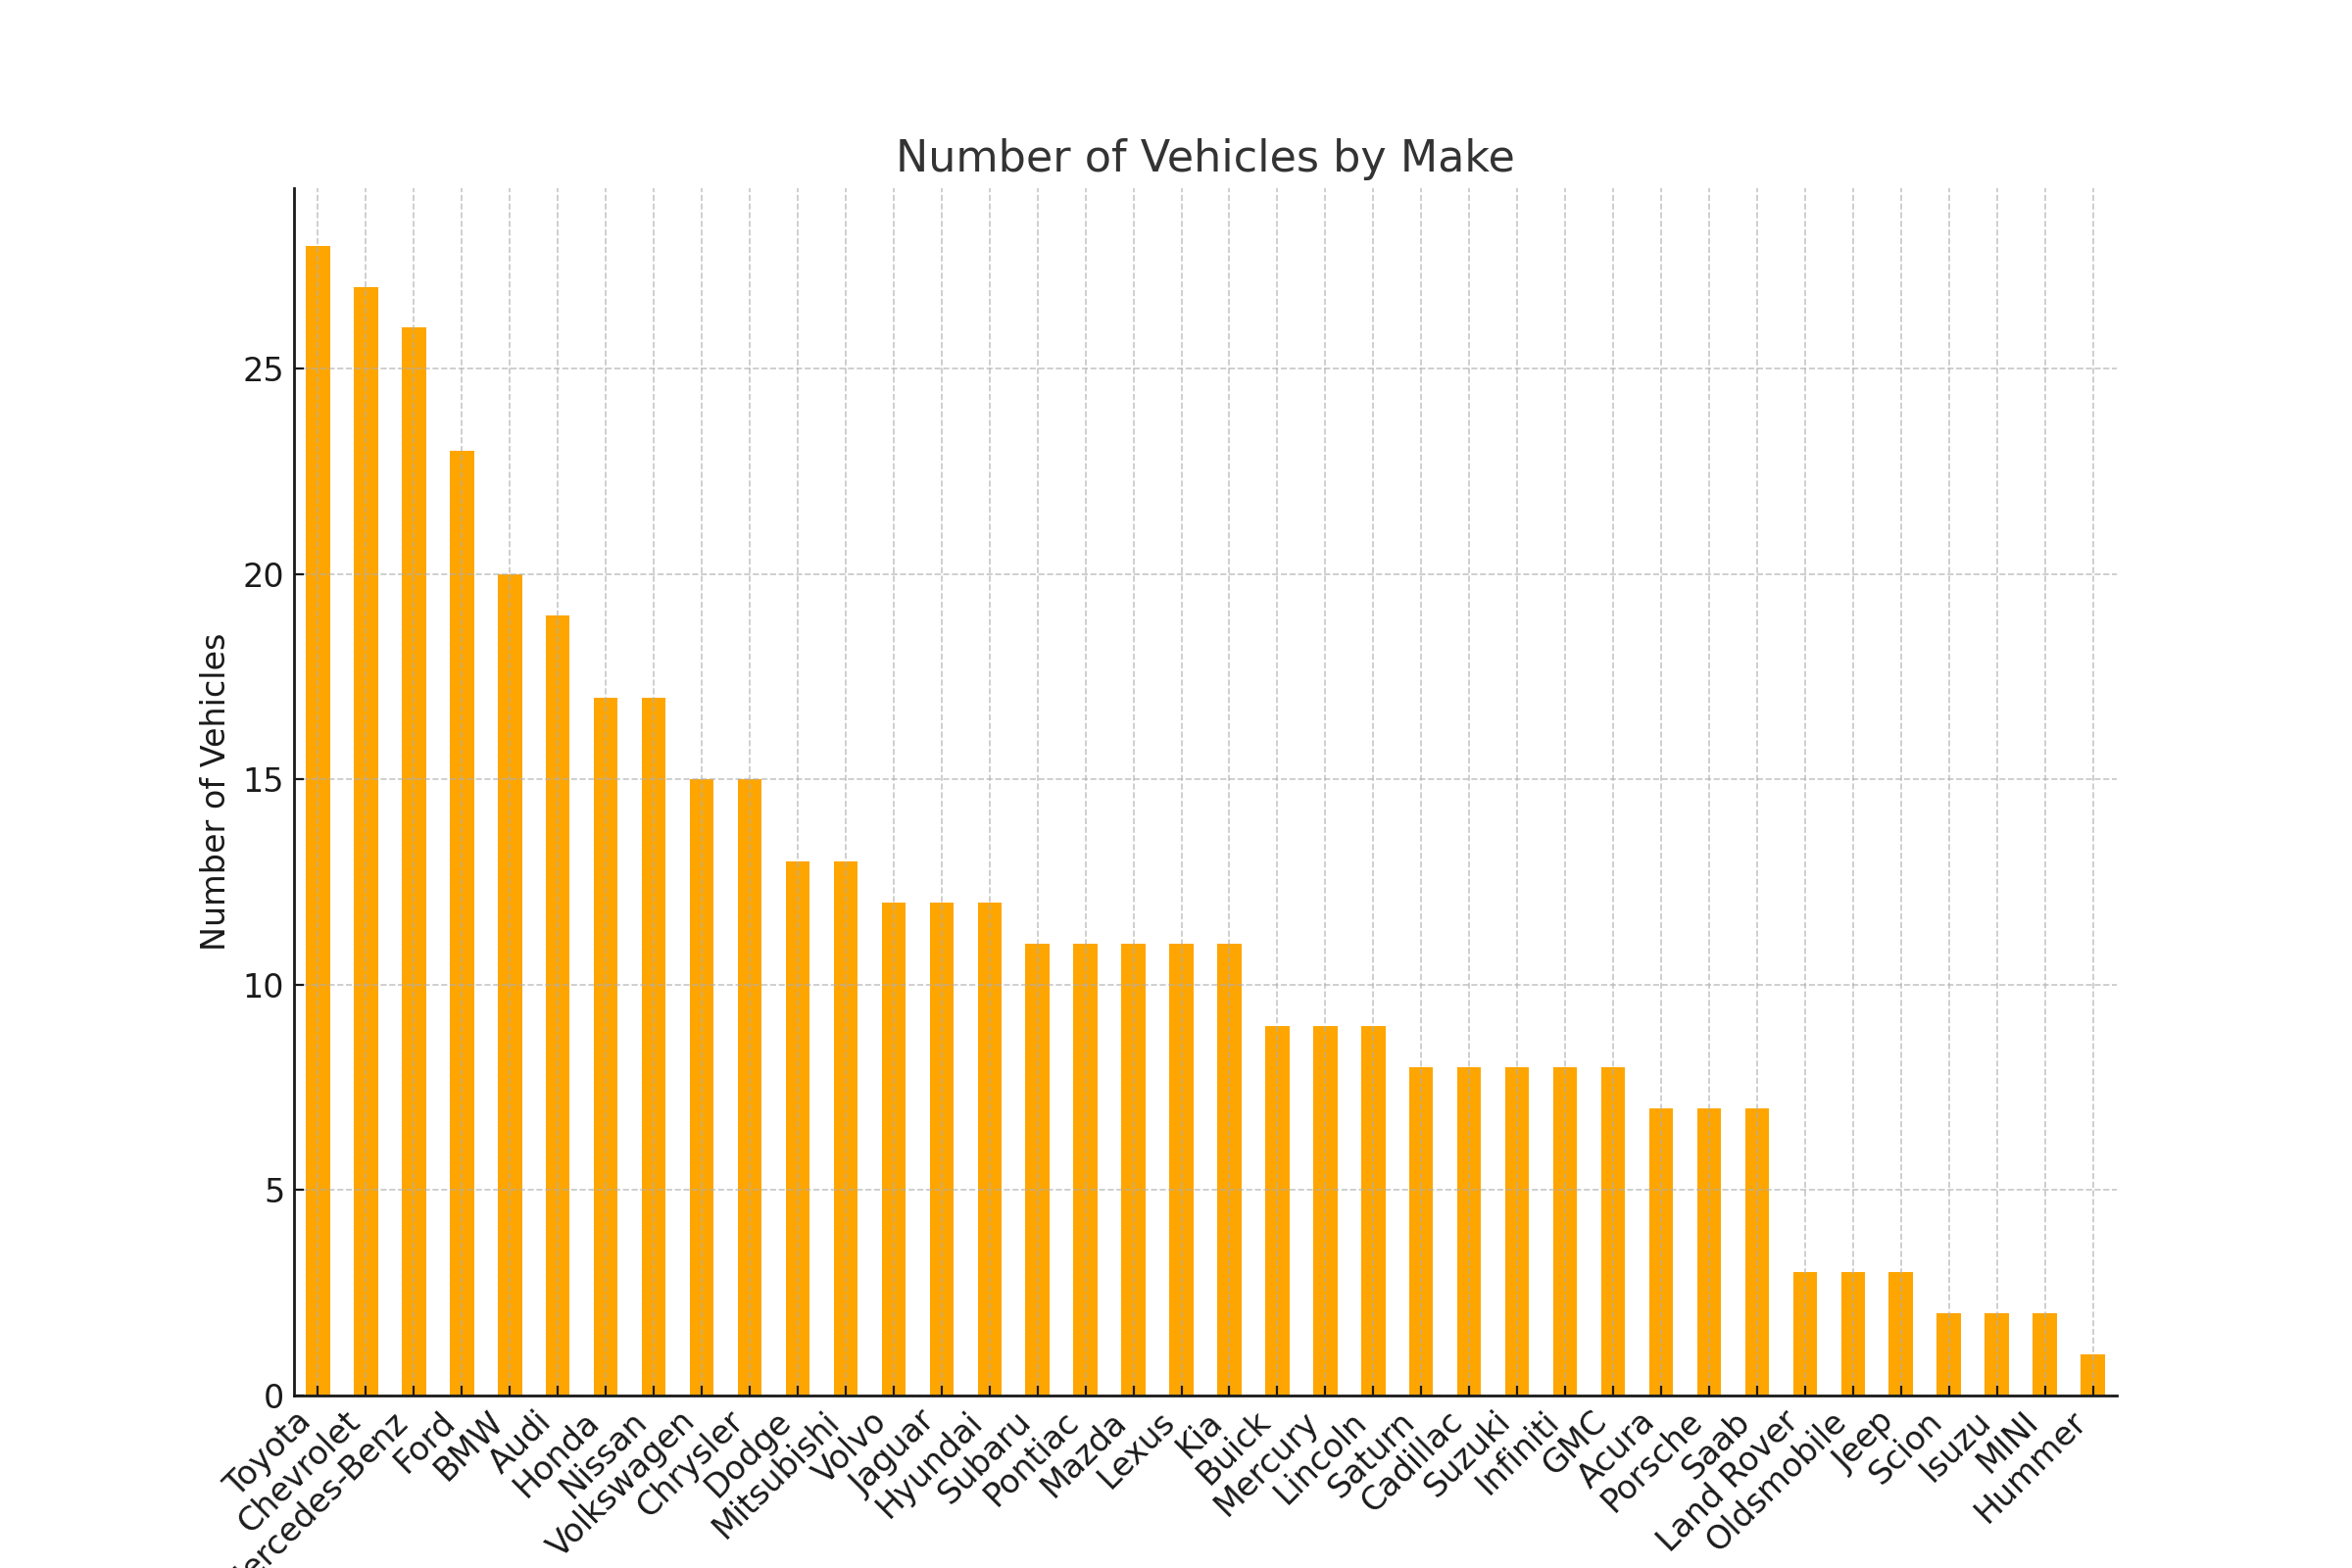 Number of Vehicles by Make
Number of Vehicles
25
20
15
10
5
0
Toyota
Chevrolet
ercedes-Benz
Ford
BMW
Audi
Honda
Nissan
Volkswagen
Chrysler
Dodge
Mitsubishi
Volvo
Jaguar
Hyundai
Subaru
Pontiac
Mazda
Lexus
Kia
Buick
Mercury
Lincoln
Saturn
Cadillac
Suzuki
Infiniti
GMC
Acura
Porsche
Saab
Land Rover
Oldsmobile
Jeep
Scion
Isuzu
MINI
Hummer